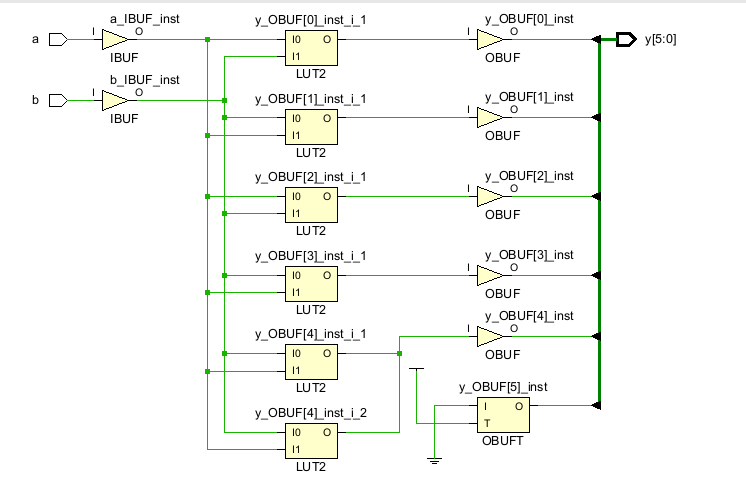 a
I
a_IBUF_inst
O
IBUF
b
I
b_IBUF_inst
O
IBUF
y_OBUF[0]_inst_i_1
I0 O
I1
LUT2
y_OBUF[0]_inst
I O
OBUF
y[5:0]
y_OBUF[1]_inst_i_1
I0 O
I1
LUT2
y_OBUF[1]_inst
I O
OBUF
y_OBUF[2]_inst_i_1
I0 O
I1
LUT2
y_OBUF[2]_inst
I O
OBUF
y_OBUF[3]_inst_i_1
I0 O
I1
LUT2
y_OBUF[3]_inst
I O
OBUF
y_OBUF[4]_inst_i_1
I0 O
I1
LUT2
y_OBUF[4]_inst
I O
OBUF
y_OBUF[4]_inst_i_2
I0 O
I1
LUT2
y_OBUF[5]_inst
I O
T
OBUFT